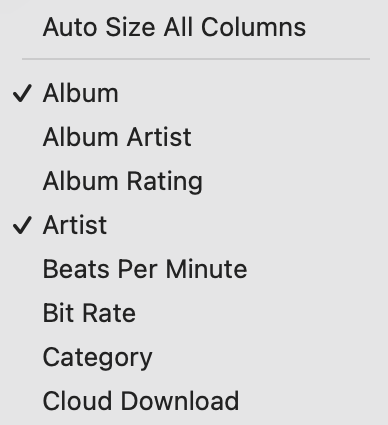 Auto Size All Columns
Album
Album Artist
Album Rating
Artist
Beats Per Minute
Bit Rate
Category
Cloud Download